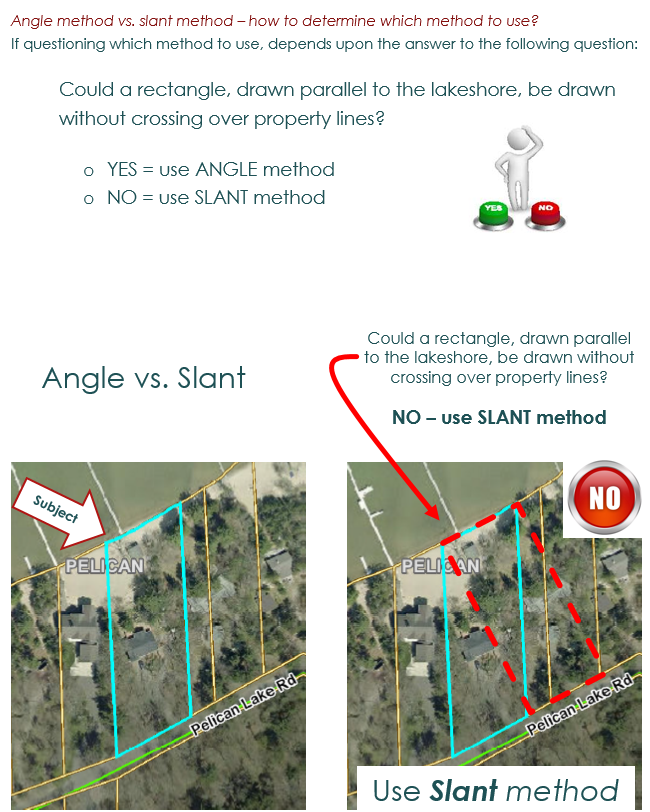 Angle method vs. slant method – how to determine which method to use?
If questioning which method to use, depends upon the answer to the following question:
Could a rectangle, drawn parallel to the lakeshore, be drawn
without crossing over property lines?
o YES = use ANGLE method
o NO = use SLANT method
YES
NO
Angle vs. Slant
Could a rectangle, drawn parallel
to the lakeshore, be drawn without
crossing over property lines?
NO – use SLANT method
Subject
PELICAN
Pelican Lake Rd
NO
PELICAN
Pelican Lake Rd
Use Slant method